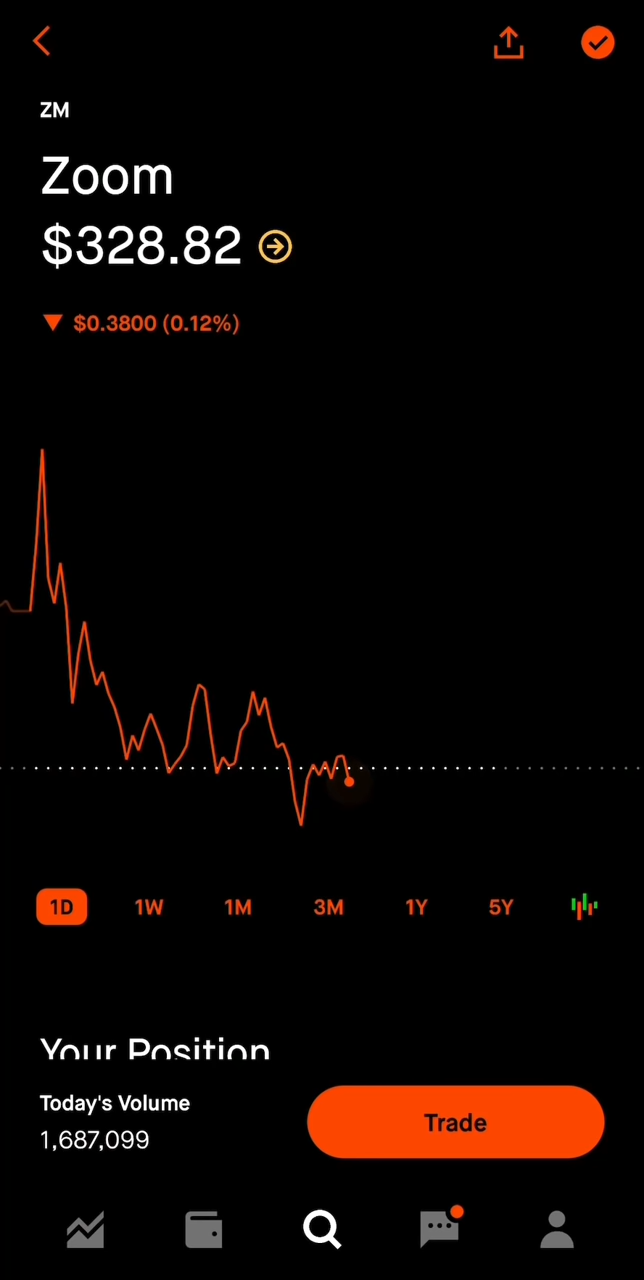 ZM
Zoom
$328.82
$0.3800 (0.12%)
1D 1W 1M 3M 1Y 5Y
Your Position
Today's Volume
1,687,099
Trade